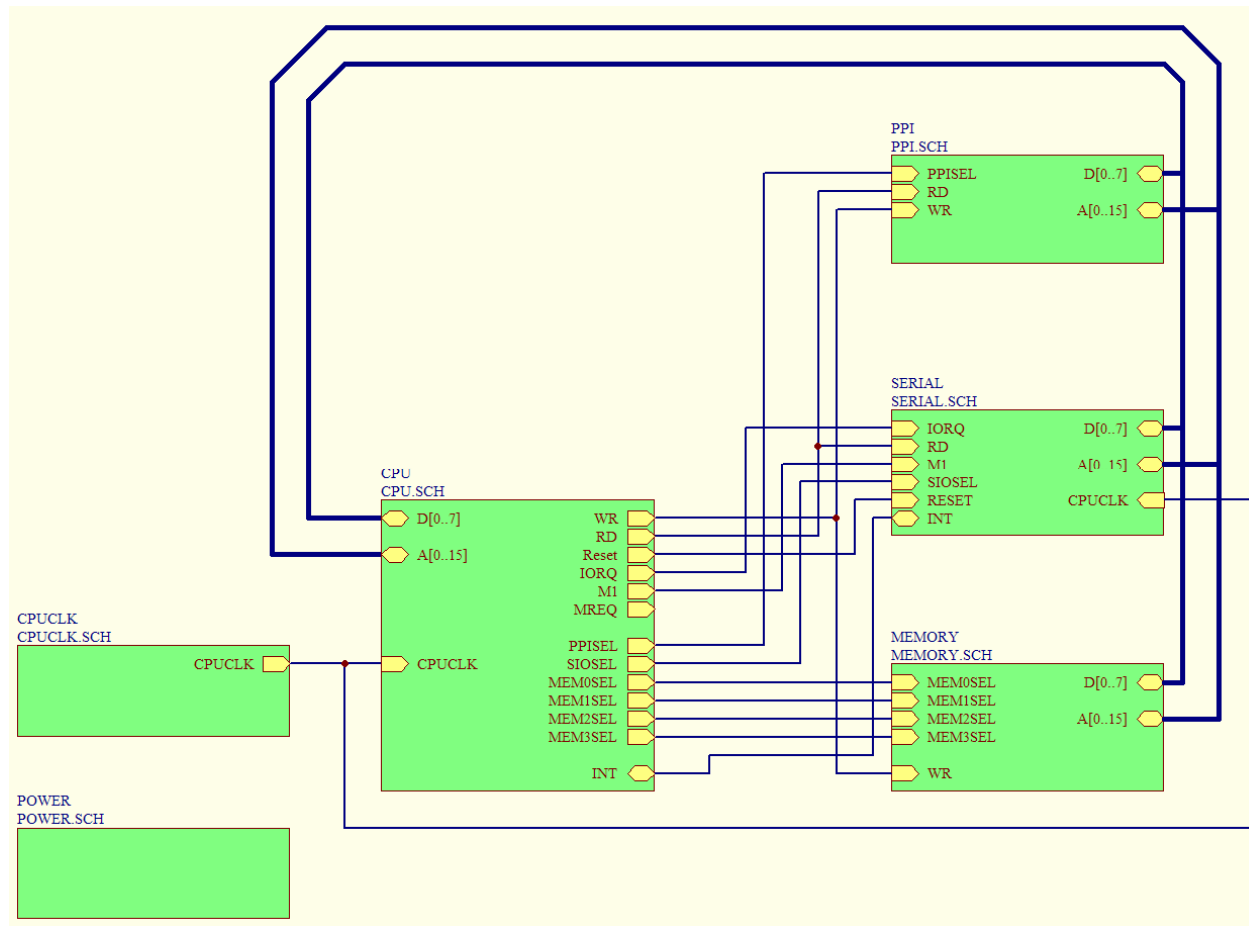 PPI
PPI.SCH
PPISEL D[0..7]
RD
WR A[0..15]
SERIAL
SERIAL.SCH
IORQ D[0..7]
RD
M1 A[0..15]
SIOSEL
RESET CPUCLK
INT
CPU
CPU.SCH
D[0..7] WR
RD
A[0..15] Reset
IORQ
M1
MREQ
PPISEL
CPUCLK SIOSEL
MEM0SEL
MEM1SEL
MEM2SEL
MEM3SEL
INT
CPUCLK
CPUCLK.SCH
CPUCLK
MEMORY
MEMORY.SCH
MEM0SEL D[0..7]
MEM1SEL
MEM2SEL A[0..15]
MEM3SEL
WR
POWER
POWER.SCH